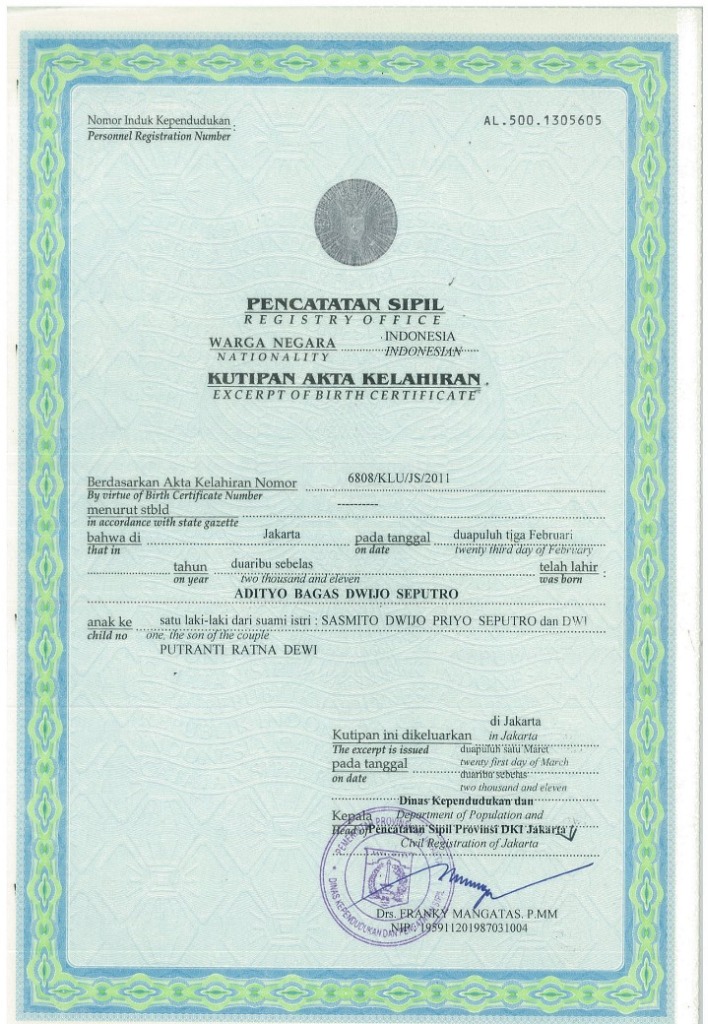 Nomor Induk Kependudukan :
Personnel Registration Number
AL.500.1305605
PENCATATAN SIPIL
REGISTRY OFFICE
WARGA NEGARA INDONESIA
NATIONALITY INDONESIAN
KUTIPAN AKTA KELAHIRAN
EXCERPT OF BIRTH CERTIFICATE
Berdasarkan Akta Kelahiran Nomor 6808/KLU/JS/2011
By virtue of Birth Certificate Number
menurut stbld ----------
in accordance with state gazette
bahwa di Jakarta pada tanggal duapuluh tiga Februari
that in on date twenty third day of February
tahun duaribu sebelas telah lahir :
on year two thousand and eleven was born
ADITYO BAGAS DWIJO SEPUTRO
anak ke satu laki-laki dari suami istri : SASMITO DWIJO PRIYO SEPUTRO dan DWI
child no one, the son of the couple
PUTRANTI RATNA DEWI
di Jakarta
Kutipan ini dikeluarkan in Jakarta
The excerpt is issued duapuluh satu Maret
pada tanggal twenty first day of March
on date duaribu sebelas
two thousand and eleven
Dinas Kependudukan dan
Kepala Department of Population and
Head of Pencatatan Sipil Provinsi DKI Jakarta
Civil Registration of Jakarta
DINAS KEPENDUDUKAN DAN PENCATATAN SIPIL
Drs. FRANKY MANGATAS. P.MM
NIP. 195911201987031004